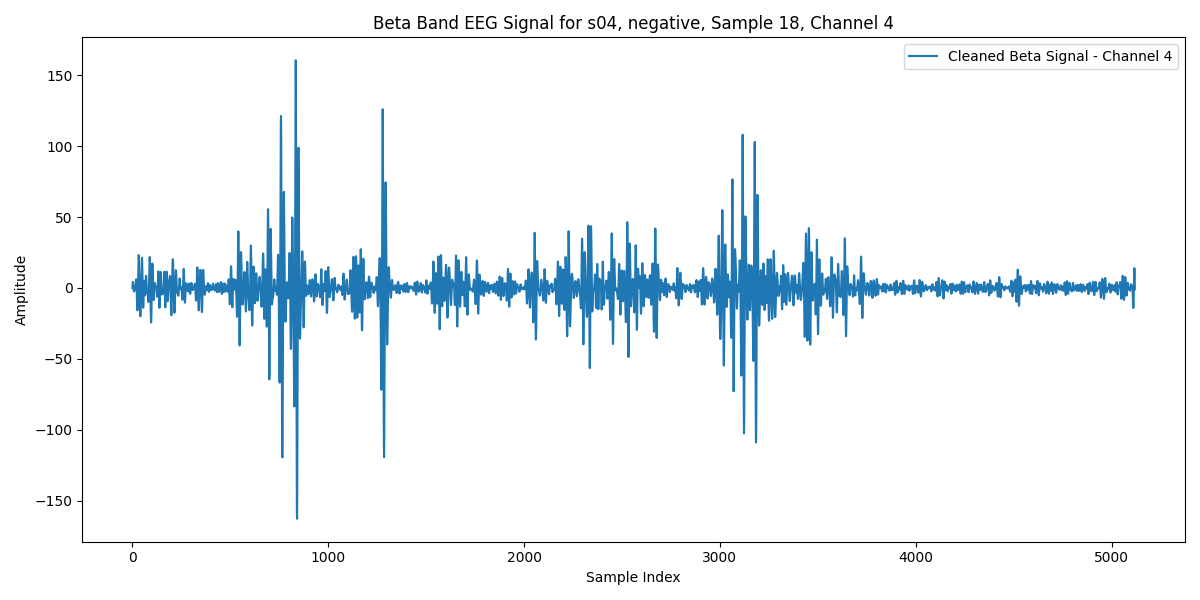 Beta Band EEG Signal for s04, negative, Sample 18, Channel 4
Cleaned Beta Signal - Channel 4
Amplitude
150
100
50
0
−50
−100
−150
0 1000 2000 3000 4000 5000
Sample Index